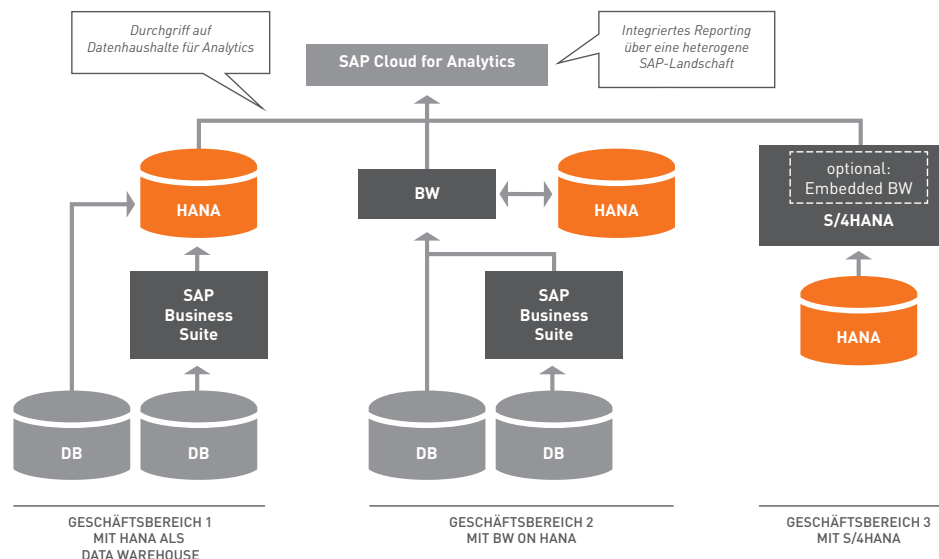 Durchgriff auf
Datenhaushalte für Analytics
SAP Cloud for Analytics
Integriertes Reporting
über eine heterogene
SAP-Landschaft
HANA
BW
HANA
optional:
Embedded BW
S/4HANA
SAP
Business
Suite
SAP
Business
Suite
HANA
DB
DB
DB
DB
GESCHÄFTSBEREICH 1
MIT HANA ALS
DATA WAREHOUSE
GESCHÄFTSBEREICH 2
MIT BW ON HANA
GESCHÄFTSBEREICH 3
MIT S/4HANA